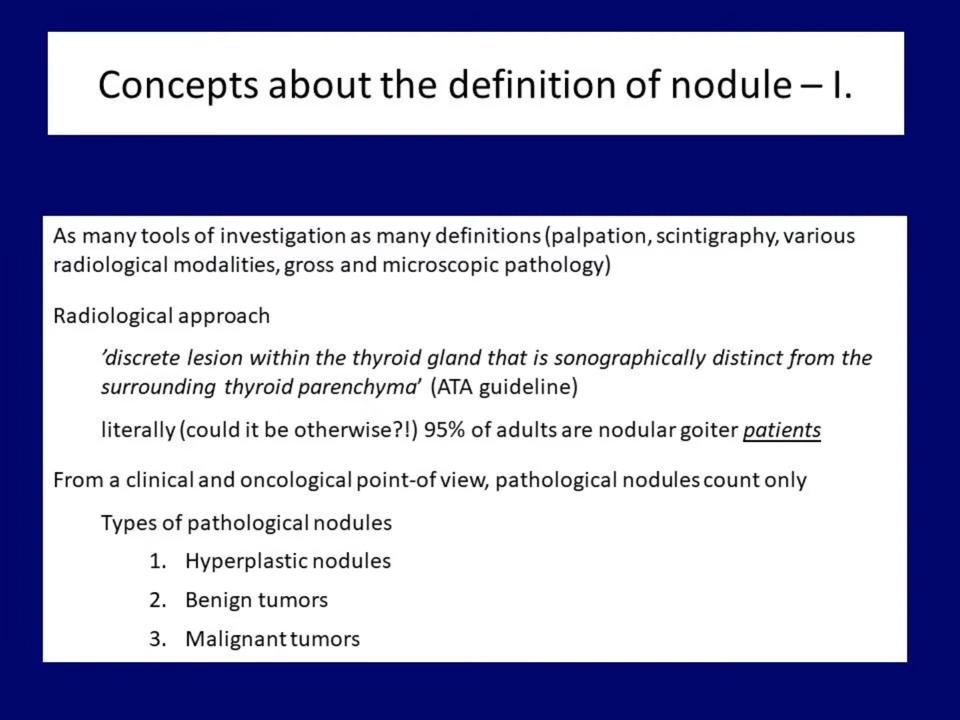 Concepts about the definition of nodule – I.
As many tools of investigation as many definitions (palpation, scintigraphy, various
radiological modalities, gross and microscopic pathology)
Radiological approach
’discrete lesion within the thyroid gland that is sonographically distinct from the
surrounding thyroid parenchyma’ (ATA guideline)
literally (could it be otherwise?!) 95% of adults are nodular goiter patients
From a clinical and oncological point-of view, pathological nodules count only
Types of pathological nodules
1. Hyperplastic nodules
2. Benign tumors
3. Malignant tumors